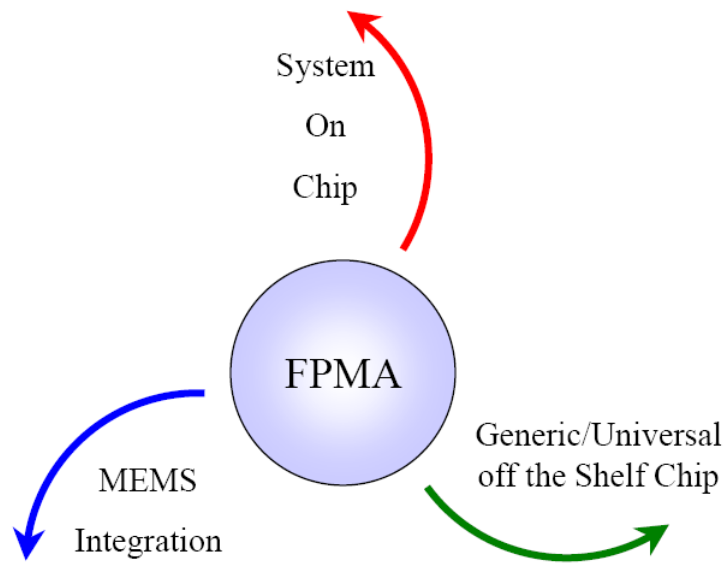 System
On
Chip
FPMA
MEMS
Integration
Generic/Universal
off the Shelf Chip